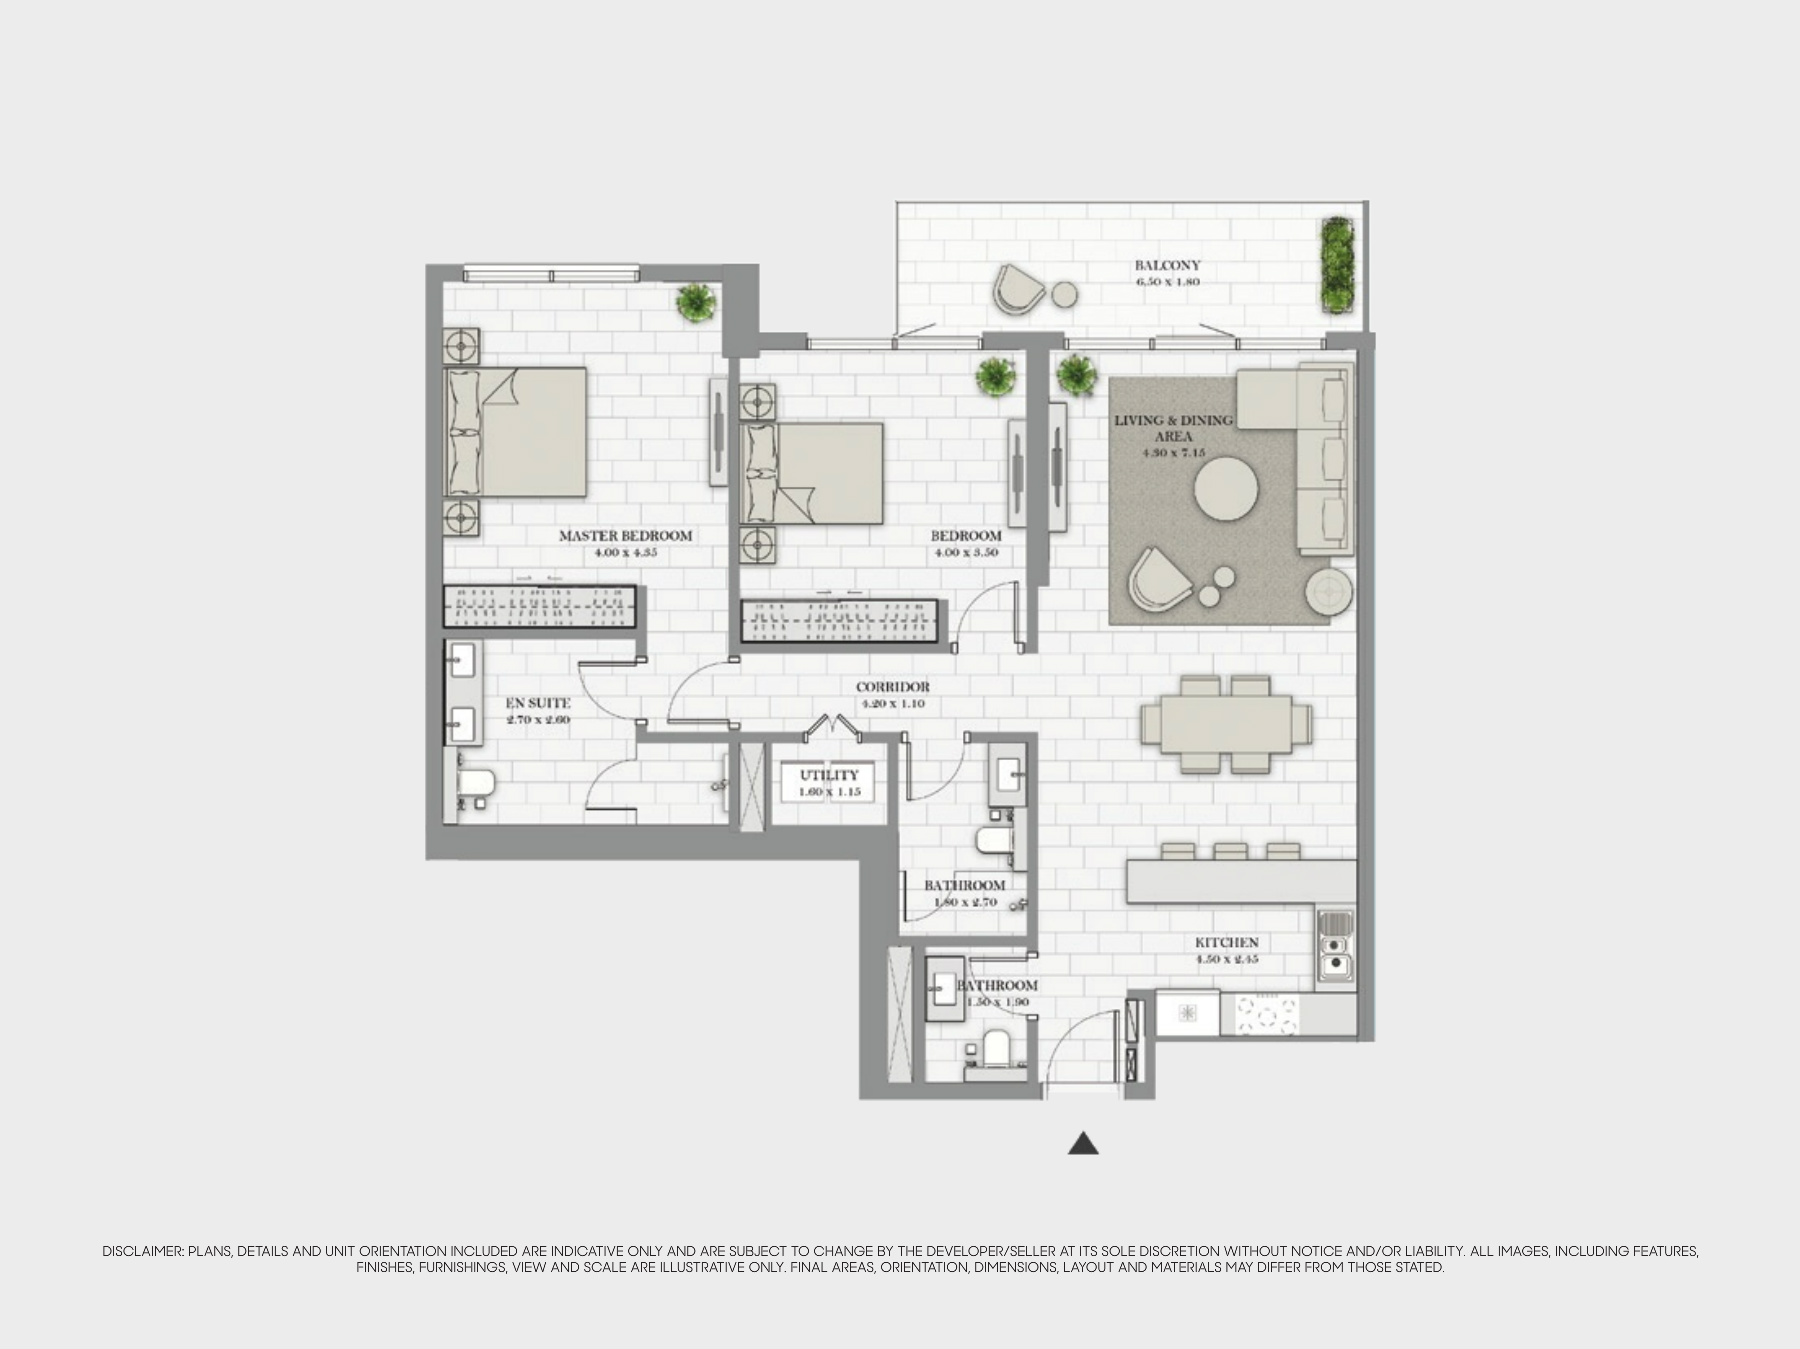 BALCONY
6.50 x 1.80
LIVING & DINING
AREA
4.30 x 7.15
MASTER BEDROOM
4.00 x 4.35
BEDROOM
4.00 x 3.50
CORRIDOR
4.20 x 1.10
EN SUITE
2.70 x 2.60
UTILITY
1.60 x 1.15
BATHROOM
1.80 x 2.70
KITCHEN
4.50 x 2.45
BATHROOM
1.50 x 1.90
DISCLAIMER: PLANS, DETAILS AND UNIT ORIENTATION INCLUDED ARE INDICATIVE ONLY AND ARE SUBJECT TO CHANGE BY THE DEVELOPER/SELLER AT ITS SOLE DISCRETION WITHOUT NOTICE AND/OR LIABILITY. ALL IMAGES, INCLUDING FEATURES,
FINISHES, FURNISHINGS, VIEW AND SCALE ARE ILLUSTRATIVE ONLY. FINAL AREAS, ORIENTATION, DIMENSIONS, LAYOUT AND MATERIALS MAY DIFFER FROM THOSE STATED.